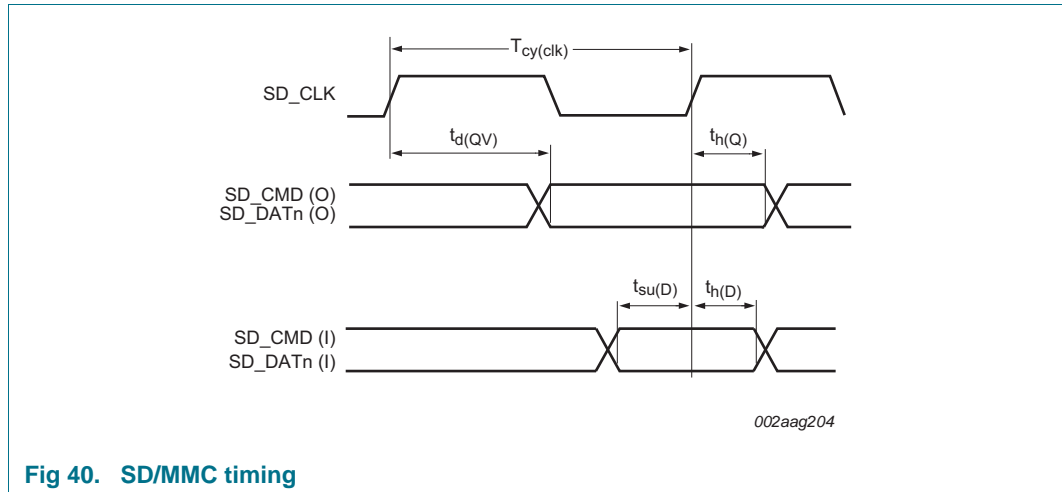 Tcy(clk)
SD_CLK
td(QV)
th(Q)
SD_CMD (O)
SD_DATn (O)
tsu(D)
th(D)
SD_CMD (I)
SD_DATn (I)
002aag204
Fig 40. SD/MMC timing